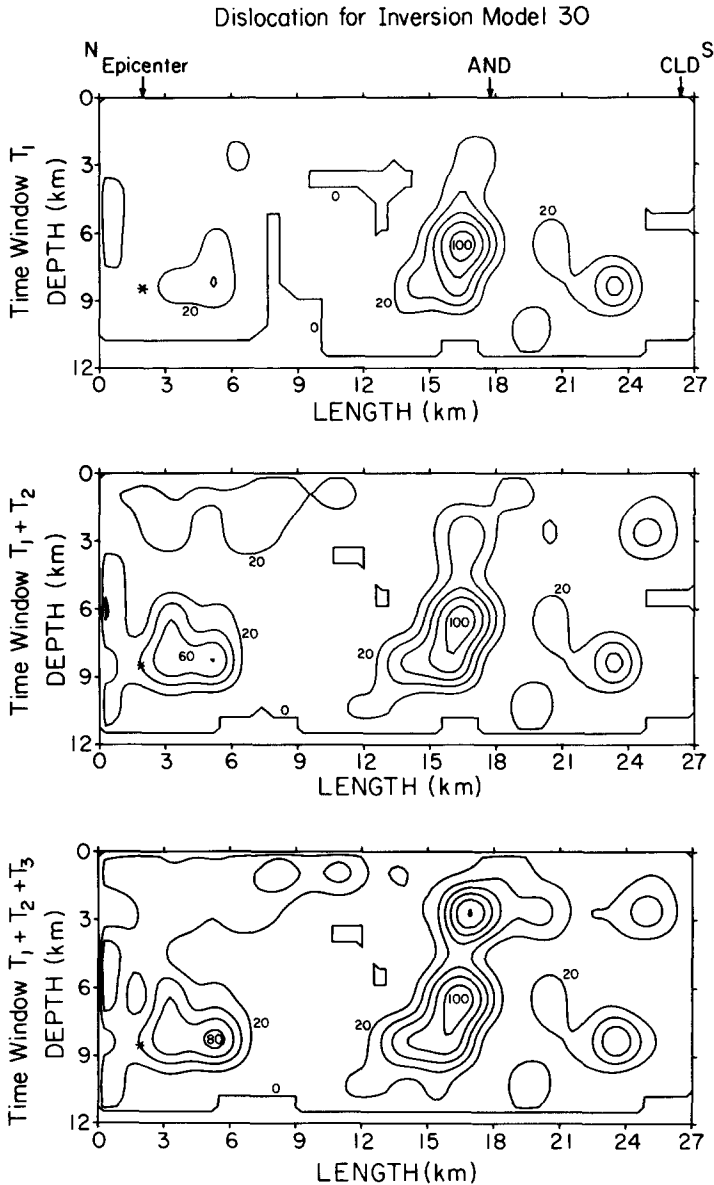 Dislocation for Inversion Model 30
N S
Epicenter AND CLD
Time Window T1
DEPTH (km)
0
3
6
9
12
20
0
0
20
100
20
0 3 6 9 12 15 18 21 24 27
LENGTH (km)
Time Window T1 + T2
DEPTH (km)
0
3
6
9
12
20
60
20
0
20
100
20
0 3 6 9 12 15 18 21 24 27
LENGTH (km)
Time Window T1 + T2 + T3
DEPTH (km)
0
3
6
9
12
80
20
0
20
100
20
0 3 6 9 12 15 18 21 24 27
LENGTH (km)